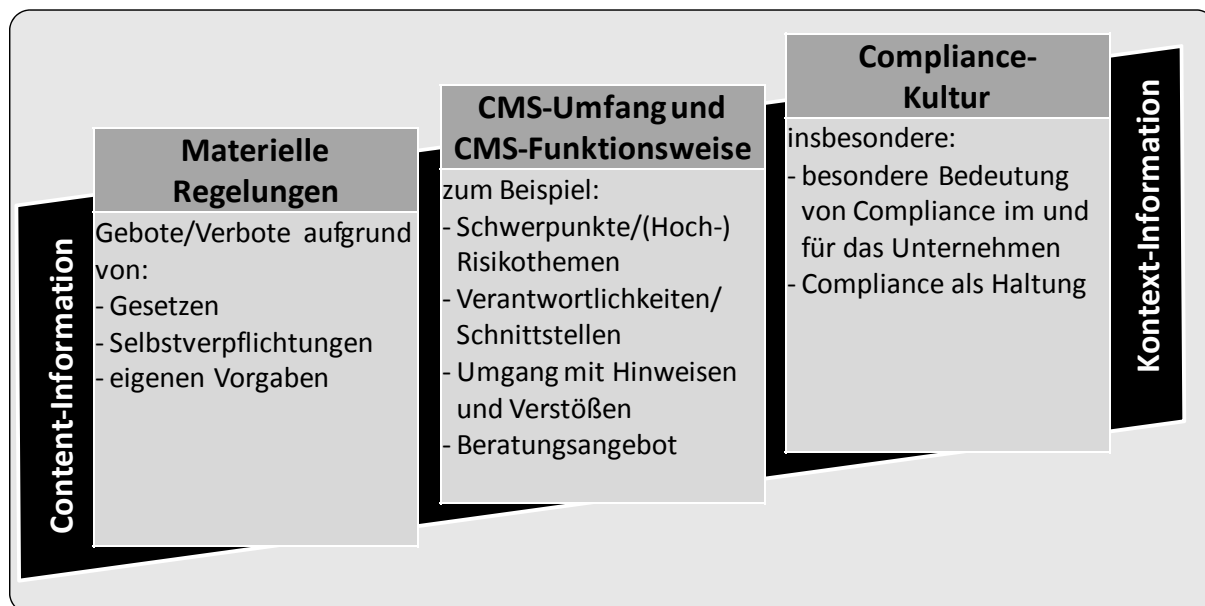 Content-Information
Materielle
Regelungen
Gebote/Verbote aufgrund
von:
- Gesetzen
- Selbstverpflichtungen
- eigenen Vorgaben
CMS-Umfang und
CMS-Funktionsweise
zum Beispiel:
- Schwerpunkte/(Hoch-)
Risikothemen
- Verantwortlichkeiten/
Schnittstellen
- Umgang mit Hinweisen
und Verstößen
- Beratungsangebot
Compliance-
Kultur
insbesondere:
- besondere Bedeutung
von Compliance im und
für das Unternehmen
- Compliance als Haltung
Kontext-Information